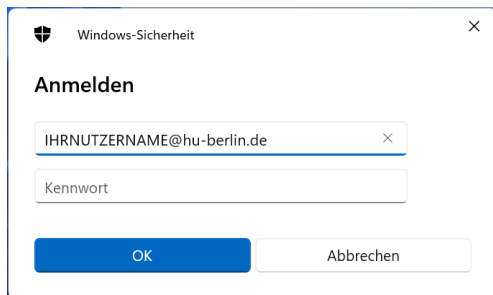 Windows-Sicherheit
Anmelden
IHRNUTZERNAME@hu-berlin.de
Kennwort
OK
Abbrechen